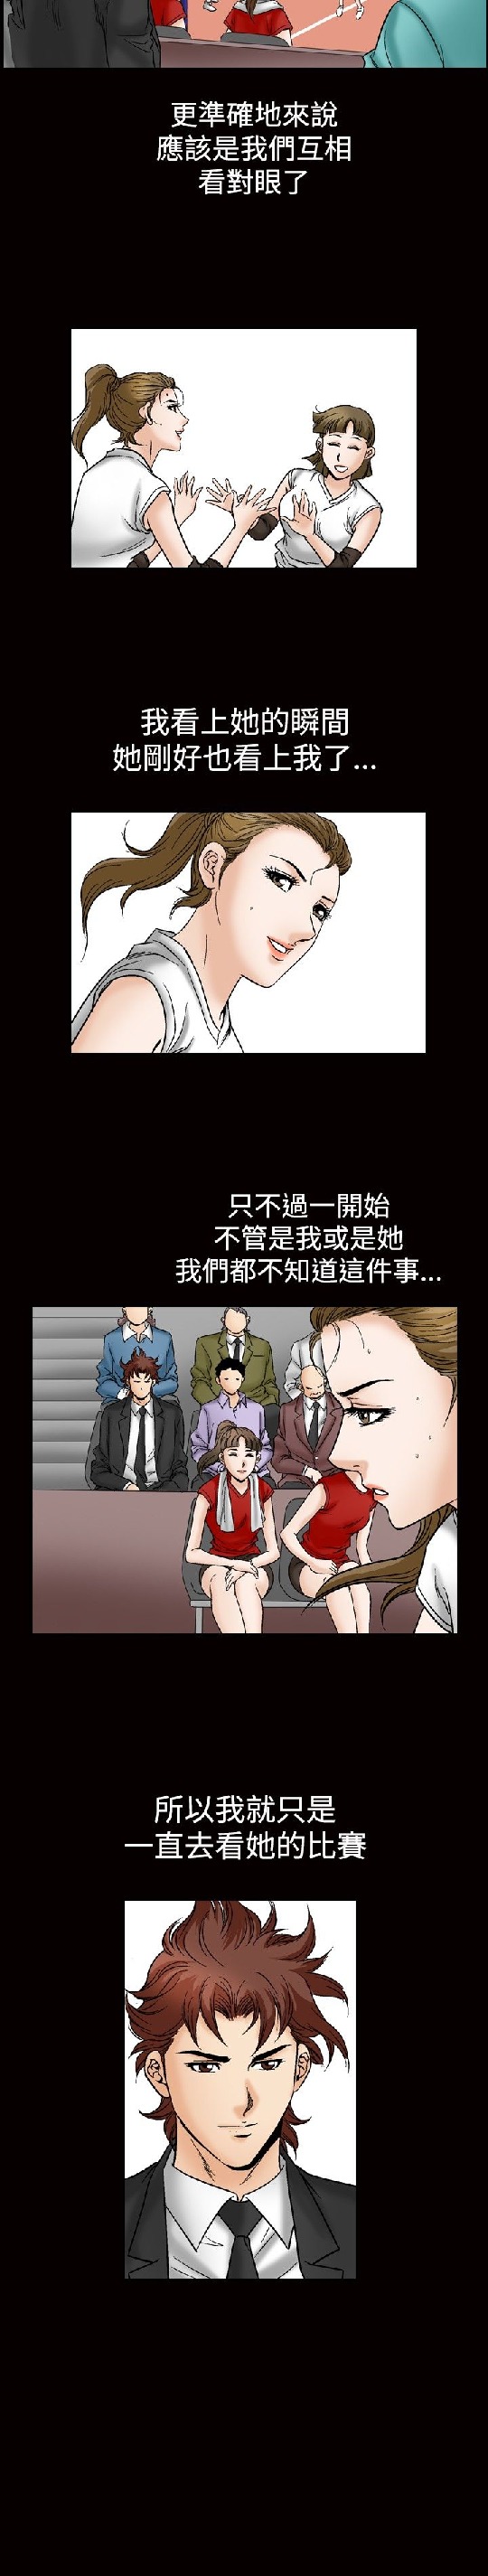 更準確地來說
應該是我們互相
看對眼了
我看上她的瞬間
她剛好也看上我了...
只不過一開始
不管是我或是她
我們都不知道這件事...
所以我就只是
一直去看她的比賽